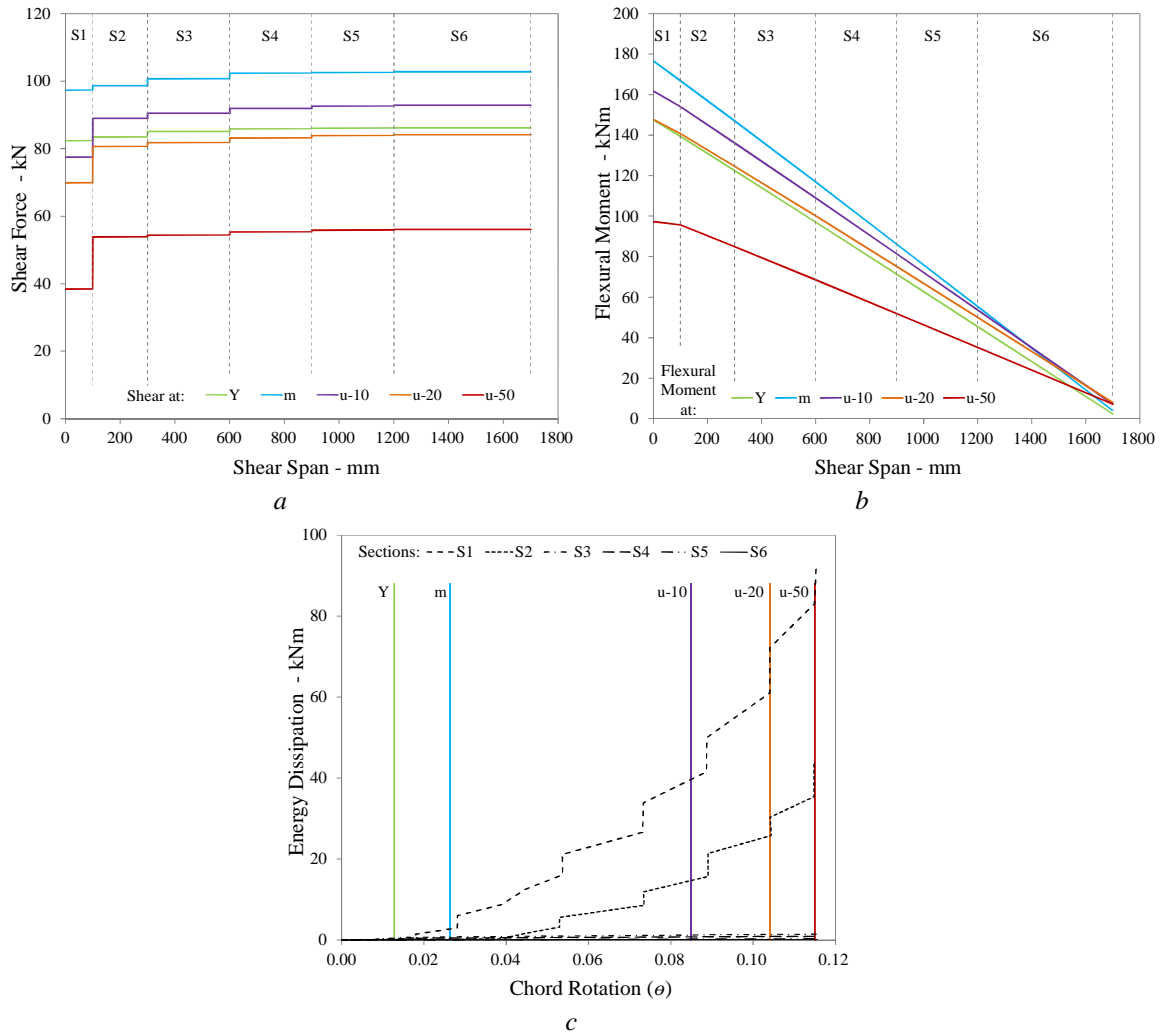 120
100
80
60
40
20
0
Shear Force - kN
S1 S2 S3 S4 S5 S6
Shear at: Y m u-10 u-20 u-50
0 200 400 600 800 1000 1200 1400 1600 1800
Shear Span - mm
a
200
180
160
140
120
100
80
60
40
20
0
Flexural Moment - kNm
S1 S2 S3 S4 S5 S6
Flexural
Moment
at: Y m u-10 u-20 u-50
0 200 400 600 800 1000 1200 1400 1600 1800
Shear Span - mm
b
100
80
60
40
20
0
Energy Dissipation - kNm
Sections: S1 S2 S3 S4 S5 S6
Y m u-10 u-20 u-50
0.00 0.02 0.04 0.06 0.08 0.10 0.12
Chord Rotation (ɵ)
c